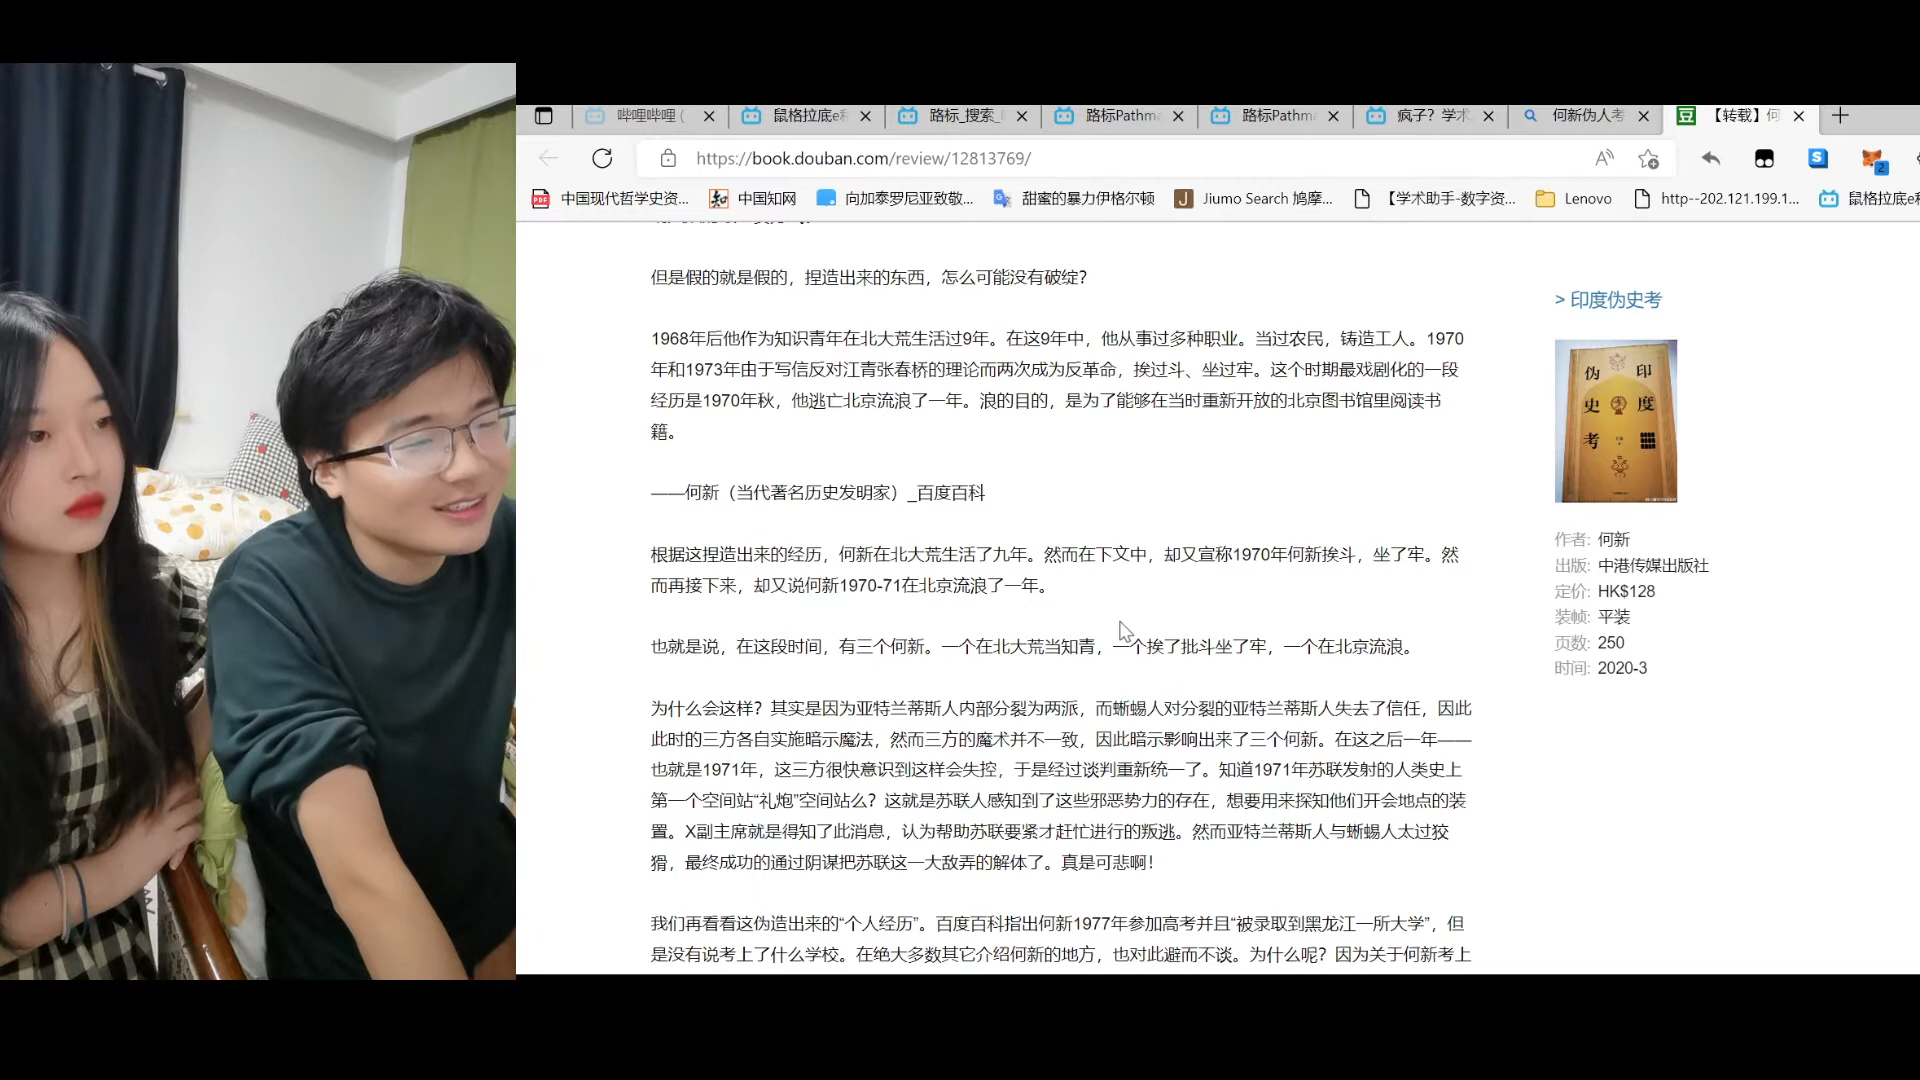 哔哩哔哩 (
鼠格拉底e和
路标_搜索_
路标Pathm
路标Pathm
疯子？学术
何新伪人考
【转载】何
https://book.douban.com/review/12813769/
中国现代哲学史资...
中国知网
向加泰罗尼亚致敬...
甜蜜的暴力伊格尔顿
Jiumo Search 鸠摩...
【学术助手-数字资...
Lenovo
http--202.121.199.1...
鼠格拉底e和
但是假的就是假的，捏造出来的东西，怎么可能没有破绽？
1968年后他作为知识青年在北大荒生活过9年。在这9年中，他从事过多种职业。当过农民，铸造工人。1970
年和1973年由于写信反对江青张春桥的理论而两次成为反革命，挨过斗、坐过牢。这个时期最戏剧化的一段
经历是1970年秋，他逃亡北京流浪了一年。浪的目的，是为了能够在当时重新开放的北京图书馆里阅读书
籍。
——何新（当代著名历史发明家）_百度百科
根据这捏造出来的经历，何新在北大荒生活了九年。然而在下文中，却又宣称1970年何新挨斗，坐了牢。然
而再接下来，却又说何新1970-71在北京流浪了一年。
也就是说，在这段时间，有三个何新。一个在北大荒当知青，一个挨了批斗坐了牢，一个在北京流浪。
为什么会这样？其实是因为亚特兰蒂斯人内部分裂为两派，而蜥蜴人对分裂的亚特兰蒂斯人失去了信任，因此
此时的三方各自实施暗示魔法，然而三方的魔术并不一致，因此暗示影响出来了三个何新。在这之后一年——
也就是1971年，这三方很快意识到这样会失控，于是经过谈判重新统一了。知道1971年苏联发射的人类史上
第一个空间站“礼炮”空间站么？这就是苏联人感知到了这些邪恶势力的存在，想要用来探知他们开会地点的装
置。X副主席就是得知了此消息，认为帮助苏联要紧才赶忙进行的叛逃。然而亚特兰蒂斯人与蜥蜴人太过狡
猾，最终成功的通过阴谋把苏联这一大敌弄的解体了。真是可悲啊！
我们再看看这伪造出来的“个人经历”。百度百科指出何新1977年参加高考并且“被录取到黑龙江一所大学”，但
是没有说考上了什么学校。在绝大多数其它介绍何新的地方，也对此避而不谈。为什么呢？因为关于何新考上
> 印度伪史考
印度
伪史考
作者: 何新
出版: 中港传媒出版社
定价: HK$128
装帧: 平装
页数: 250
时间: 2020-3